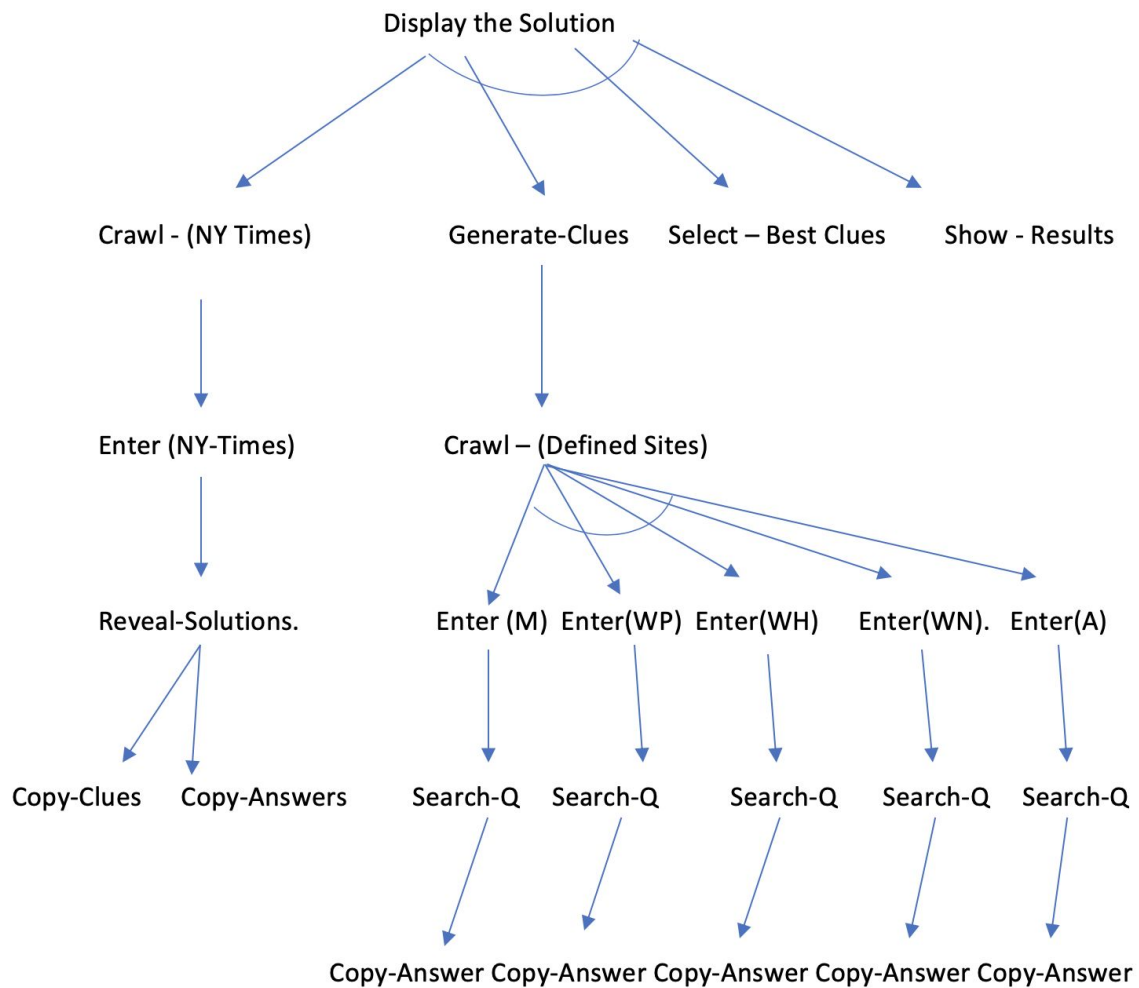 Display the Solution
Crawl - (NY Times) Generate-Clues Select – Best Clues Show - Results
Enter (NY-Times) Crawl – (Defined Sites)
Reveal-Solutions. Enter (M) Enter(WP) Enter(WH) Enter(WN). Enter(A)
Copy-Clues Copy-Answers Search-Q Search-Q Search-Q Search-Q Search-Q
Copy-Answer Copy-Answer Copy-Answer Copy-Answer Copy-Answer